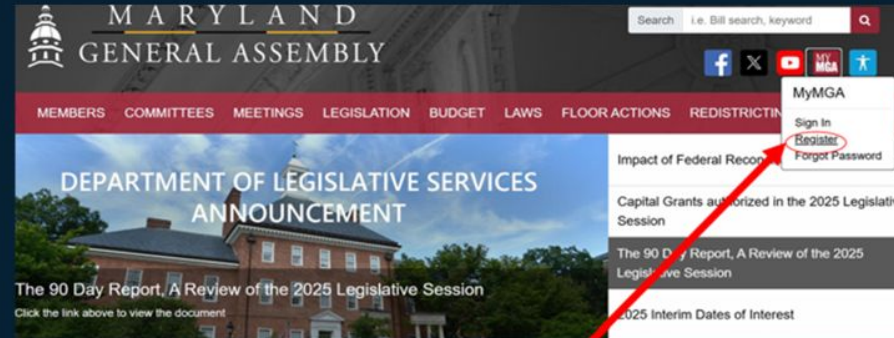 MARYLAND
GENERAL ASSEMBLY
Search i.e. Bill search, keyword
MY MGA
MEMBERS COMMITTEES MEETINGS LEGISLATION BUDGET LAWS FLOOR ACTIONS REDISTRICTIN
MyMGA
Sign In
Register
Forgot Password
DEPARTMENT OF LEGISLATIVE SERVICES
ANNOUNCEMENT
The 90 Day Report, A Review of the 2025 Legislative Session
Click the link above to view the document
Impact of Federal Recon
Capital Grants authorized in the 2025 Legislativ
Session
The 90 Day Report, A Review of the 2025
Legislative Session
2025 Interim Dates of Interest